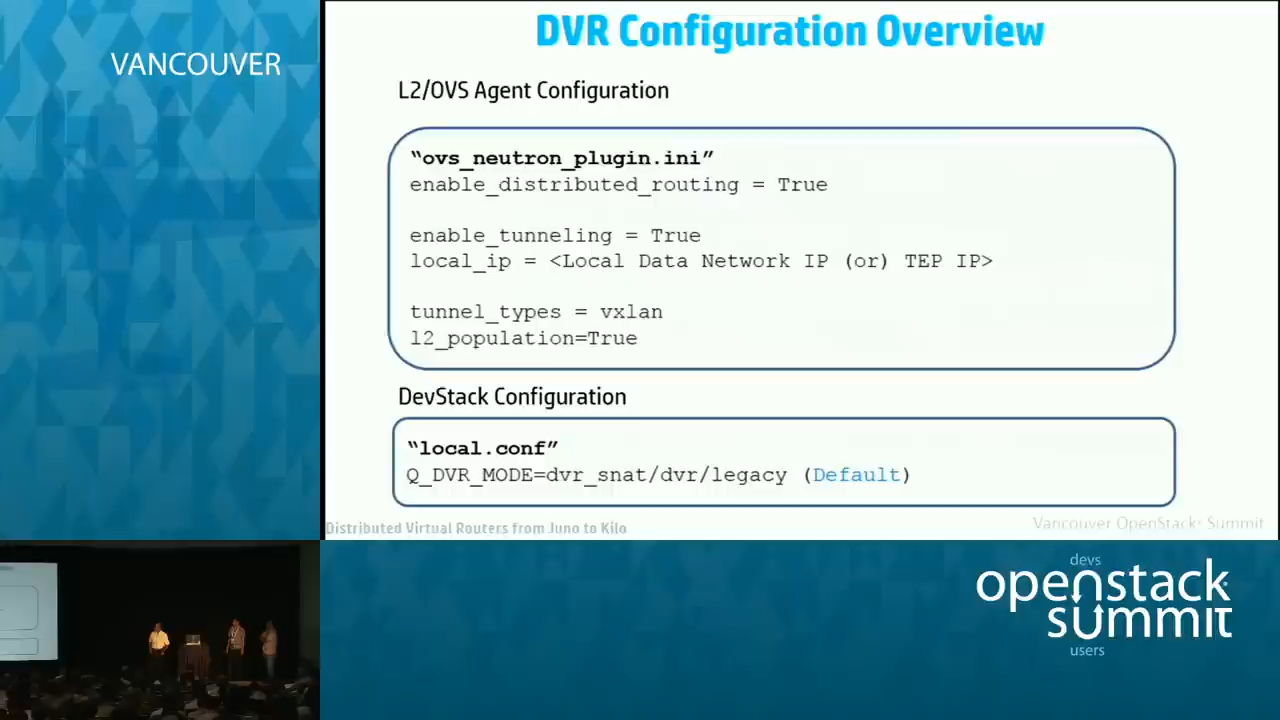 VANCOUVER
DVR Configuration Overview
L2/OVS Agent Configuration
“ovs_neutron_plugin.ini”
enable_distributed_routing = True
enable_tunneling = True
local_ip = <Local Data Network IP (or) TEP IP>
tunnel_types = vxlan
l2_population=True
DevStack Configuration
“local.conf”
Q_DVR_MODE=dvr_snat/dvr/legacy (Default)
Distributed Virtual Routers from Juno to Kilo
Vancouver OpenStack Summit
devs
openstack
summit
users